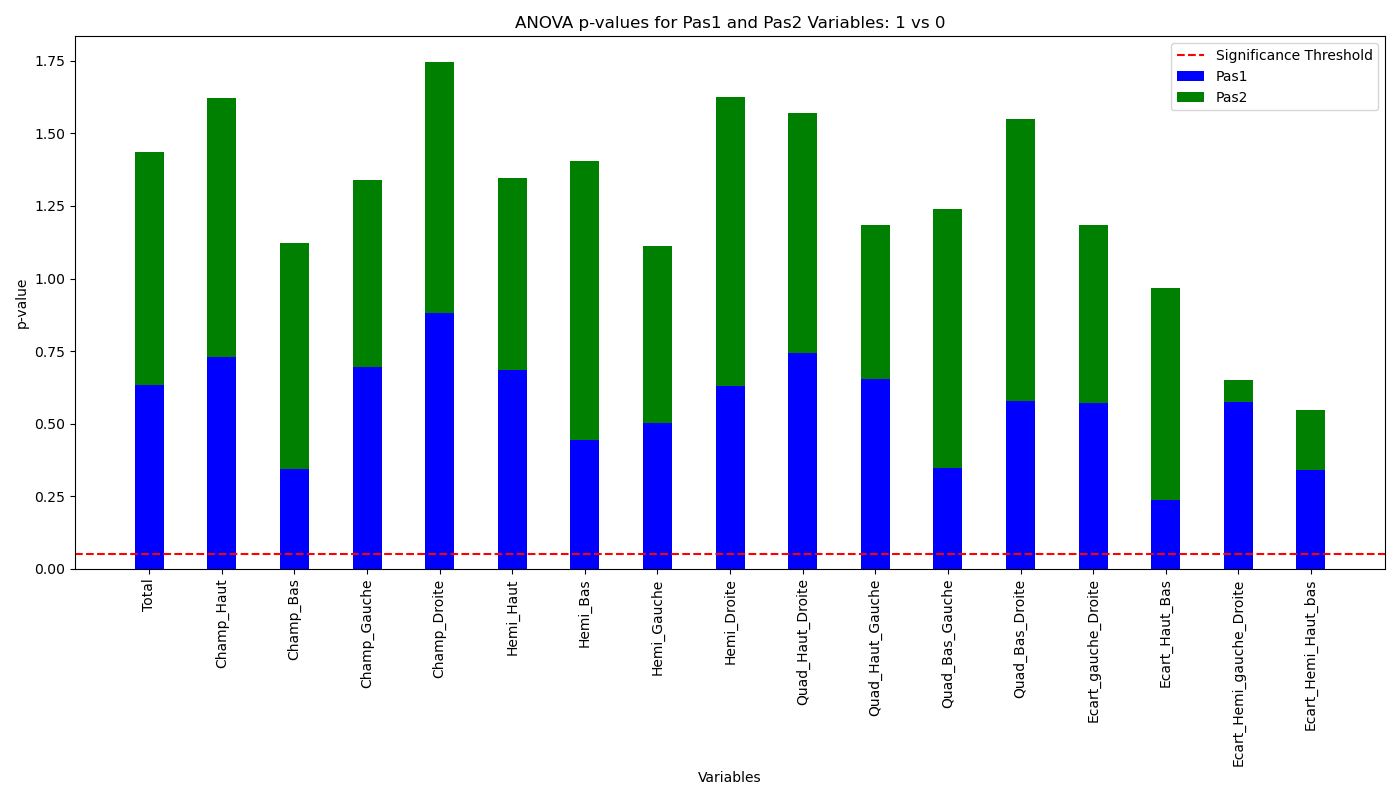 ANOVA p-values for Pas1 and Pas2 Variables: 1 vs 0
Significance Threshold
Pas1
Pas2
p-value
1.75
1.50
1.25
1.00
0.75
0.50
0.25
0.00
Total
Champ_Haut
Champ_Bas
Champ_Gauche
Champ_Droite
Hemi_Haut
Hemi_Bas
Hemi_Gauche
Hemi_Droite
Quad_Haut_Droite
Quad_Haut_Gauche
Quad_Bas_Gauche
Quad_Bas_Droite
Ecart_gauche_Droite
Ecart_Haut_Bas
Ecart_Hemi_gauche_Droite
Ecart_Hemi_Haut_bas
Variables